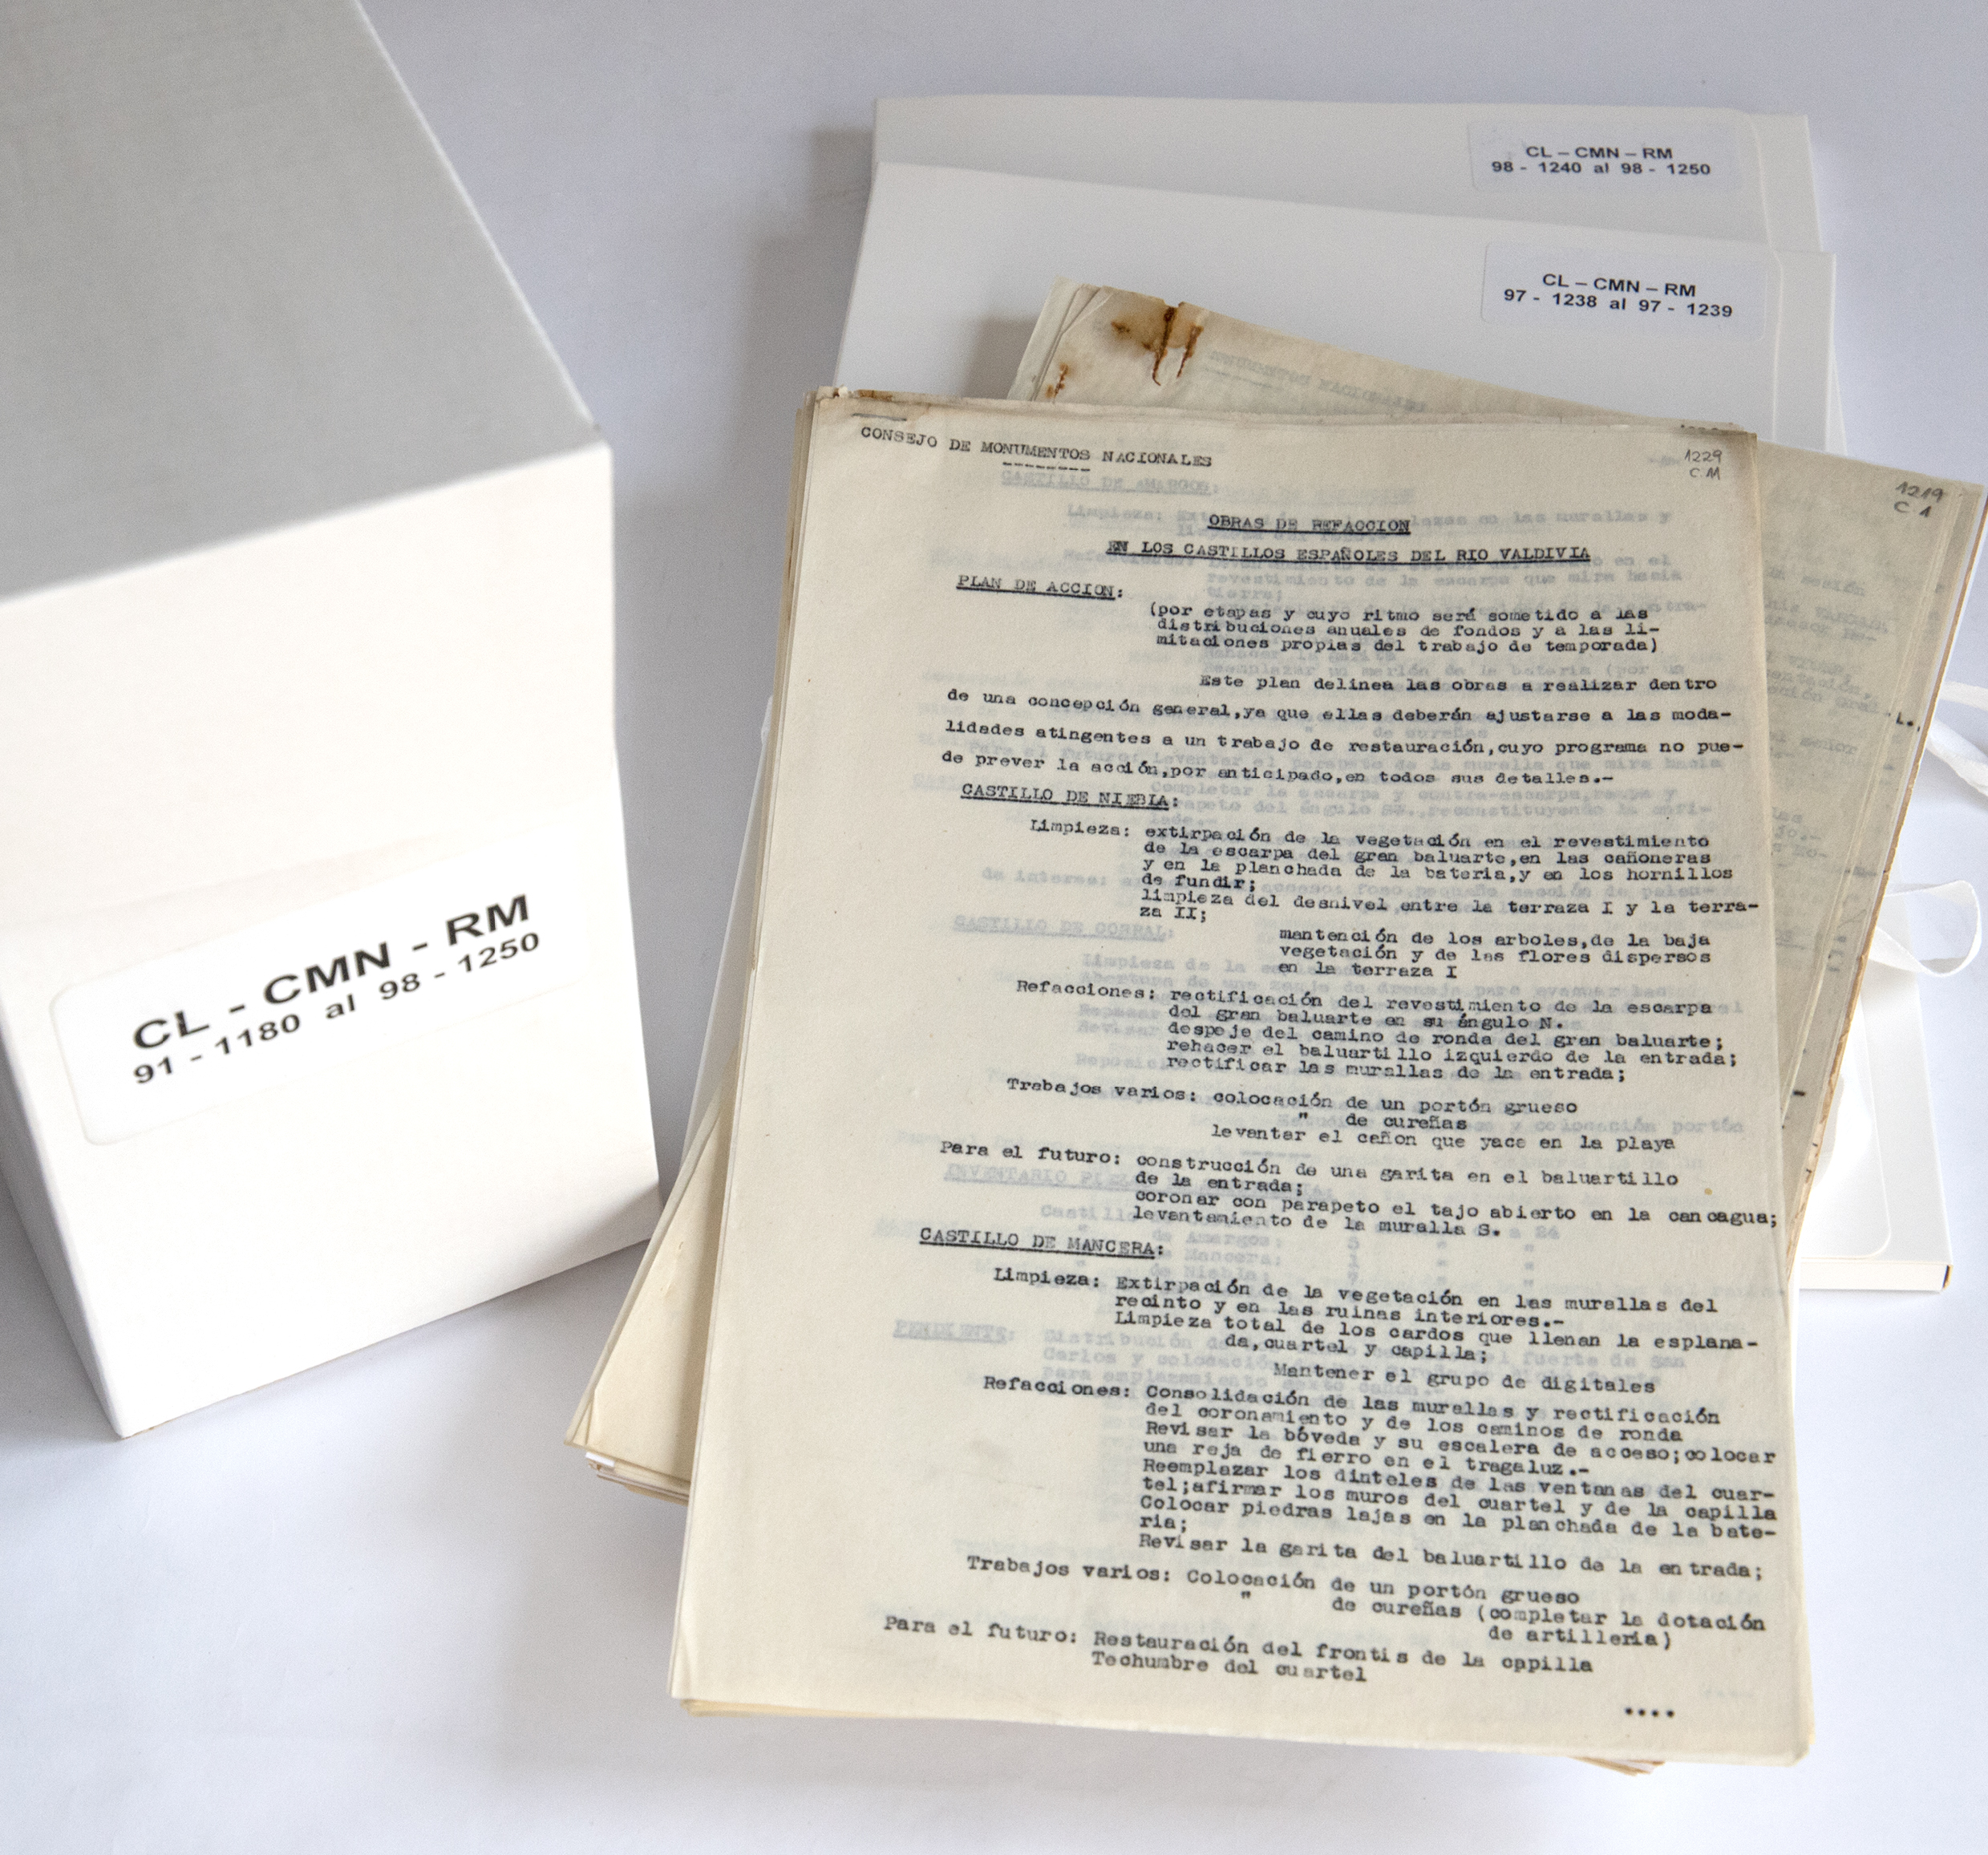 CL - CMN - RM
91 - 1180 al 98 - 1250
CL – CMN – RM
98 - 1240 al 98 - 1250
CL – CMN – RM
97 - 1238 al 97 - 1239
1219
1229
C.M
CONSEJO DE MONUMENTOS NACIONALES
OBRAS DE REFACCION
EN LOS CASTILLOS ESPAÑOLES DEL RIO VALDIVIA
PLAN DE ACCION:
(por etapas y cuyo ritmo será sometido a las
distribuciones anuales de fondos y a las li-
mitaciones propias del trabajo de temporada)
Este plan delinea las obras a realizar dentro
de una concepción general,ya que ellas deberán ajustarse a las moda-
lidades atingentes a un trabajo de restauración,cuyo programa no pue-
de prever la acción,por anticipado,en todos sus detalles.-
CASTILLO DE NIEBLA:
Limpieza: extirpación de la vegetación en el revestimiento
de la escarpa del gran baluarte,en las cañoneras
y en la planchada de la bateria,y en los hornillos
de fundir;
limpieza del desnivel entre la terraza I y la terra-
za II;
mantención de los arboles,de la baja
vegetación y de las flores dispersos
en la terraza I
Refacciones: rectificación del revestimiento de la escarpa
del gran baluarte en su ángulo N.
despeje del camino de ronda del gran baluarte;
rehacer el baluartillo izquierdo de la entrada;
rectificar las murallas de la entrada;
Trabajos varios: colocación de un portón grueso
" de cureñas
levantar el cañon que yace en la playa
Para el futuro: construcción de una garita en el baluartillo
de la entrada;
coronar con parapeto el tajo abierto en la cancagua;
levantamiento de la muralla S.
CASTILLO DE MANCERA:
Limpieza: Extirpación de la vegetación en las murallas del
recinto y en las ruinas interiores.-
Limpieza total de los cardos que llenan la esplana-
da,cuartel y capilla;
Mantener el grupo de digitales
Refacciones: Consolidación de las murallas y rectificación
del coronamiento y de los caminos de ronda
Revisar la bóveda y su escalera de acceso;colocar
una reja de fierro en el tragaluz.-
Reemplazar los dinteles de las ventanas del cuar-
tel;afirmar los muros del cuartel y de la capilla
Colocar piedras lajas en la planchada de la bate-
ria;
Revisar la garita del baluartillo de la entrada;
Trabajos varios: Colocación de un portón grueso
" de cureñas (completar la dotación
de artilleria)
Para el futuro: Restauración del frontis de la capilla
Techumbre del cuartel
....